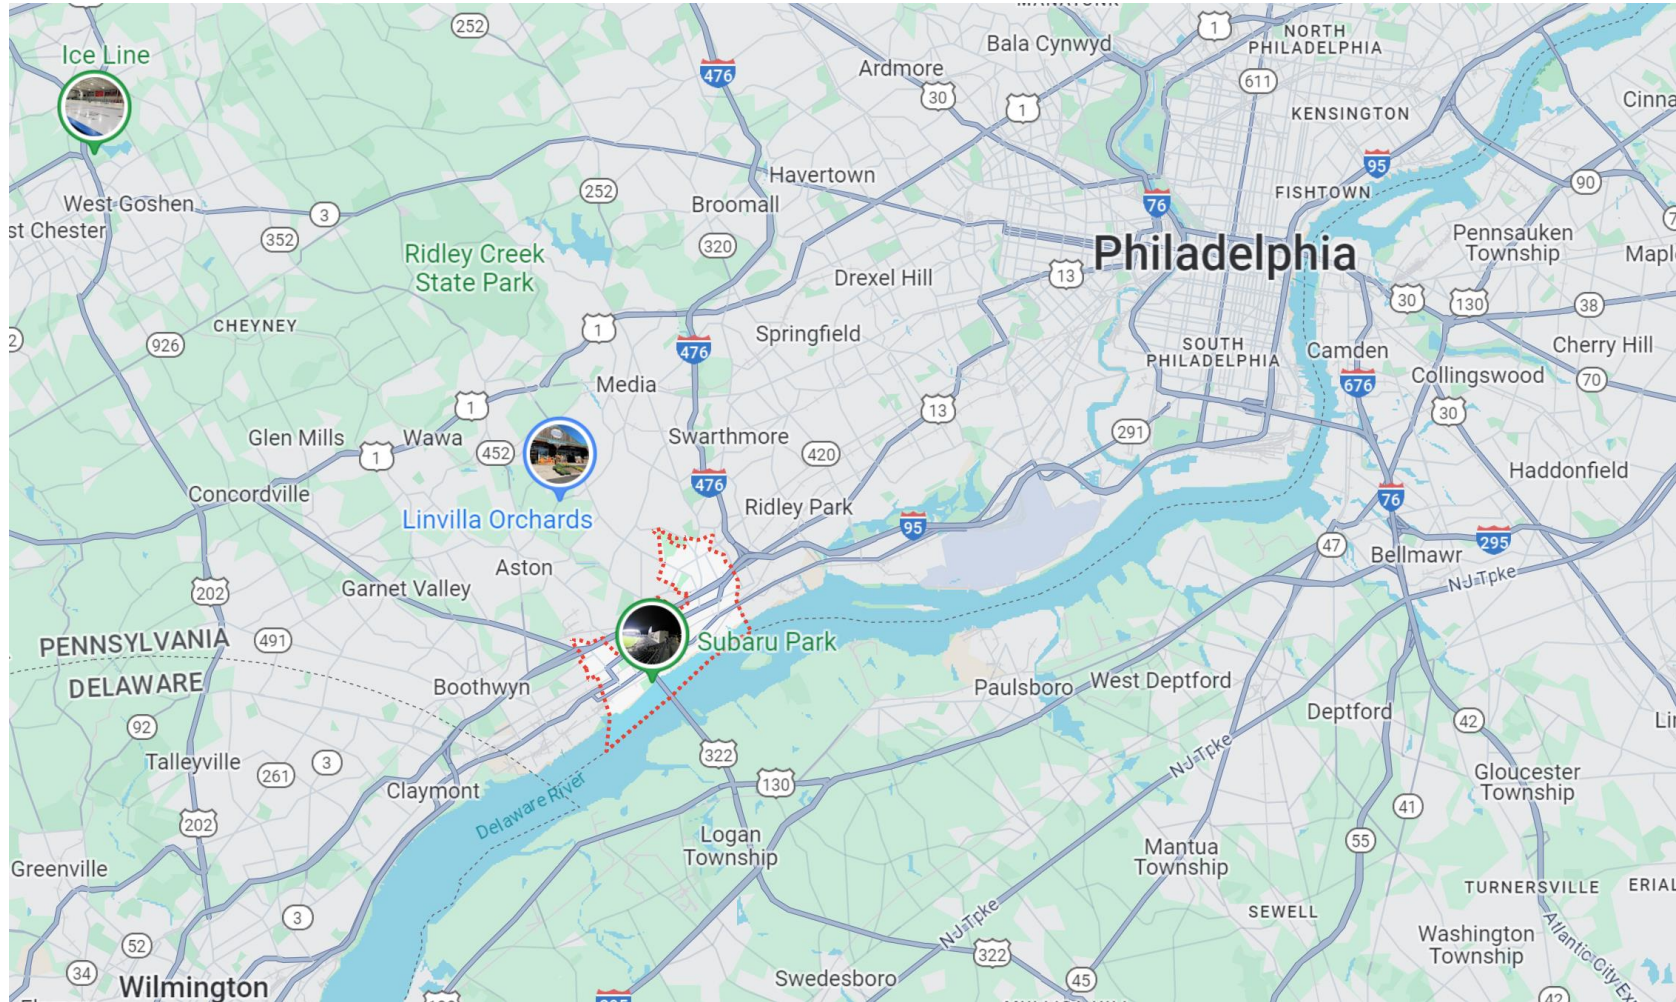 252
Ice Line
476
Ardmore
30
Bala Cynwyd
1
1
NORTH
PHILADELPHIA
611
KENSINGTON
95
FISHTOWN
90
76
Havertown
Broomall
252
320
West Goshen
3
352
Ridley Creek
State Park
CHEYNEY
926
1
Drexel Hill
13
Philadelphia
Pennsauken
Township
30
130
38
Springfield
476
Media
1
SOUTH
PHILADELPHIA
Camden
676
Cherry Hill
Collingswood
70
30
13
291
Glen Mills
Wawa
1
452
Swarthmore
420
476
Haddonfield
Concordville
Linvilla Orchards
Ridley Park
95
76
295
47
Bellmawr
NJ Tpke
Aston
202
Garnet Valley
PENNSYLVANIA
491
DELAWARE
Subaru Park
Boothwyn
Paulsboro
West Deptford
Deptford
42
92
Talleyville
3
261
202
Claymont
Delaware River
322
130
NJ Tpke
Gloucester
Township
41
Logan
Township
Mantua
Township
55
Greenville
3
52
34
Wilmington
NJ Tpke
322
SEWELL
TURNERSVILLE
Washington
Township
Swedesboro
45
42